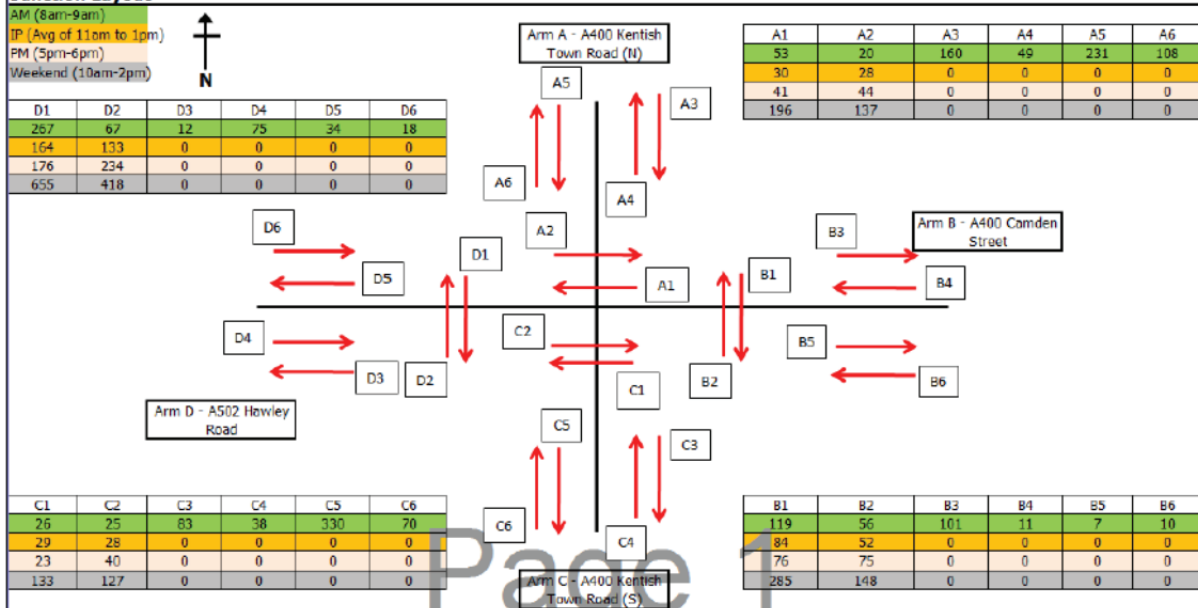 AM (8am-9am)
IP (Avg of 11am to 1pm)
PM (5pm-6pm)
Weekend (10am-2pm)
N
Arm A - A400 Kentish
Town Road (N)
A1 A2 A3 A4 A5 A6
53 20 160 49 231 108
30 28 0 0 0 0
41 44 0 0 0 0
196 137 0 0 0 0
D1 D2 D3 D4 D5 D6
267 67 12 75 34 18
164 133 0 0 0 0
176 234 0 0 0 0
655 418 0 0 0 0
A5
A3
A6
A4
D6
A2
B3
Arm B - A400 Camden
Street
D1
D5
A1
B1
B4
D4
C2
B5
D3
D2
C1
B2
B6
Arm D - A502 Hawley
Road
C5
C3
C6
C4
C1 C2 C3 C4 C5 C6
26 25 83 38 330 70
29 28 0 0 0 0
23 40 0 0 0 0
133 127 0 0 0 0
B1 B2 B3 B4 B5 B6
119 56 101 11 7 10
84 52 0 0 0 0
76 75 0 0 0 0
285 148 0 0 0 0
Page 1
Arm C - A400 Kentish
Town Road (S)